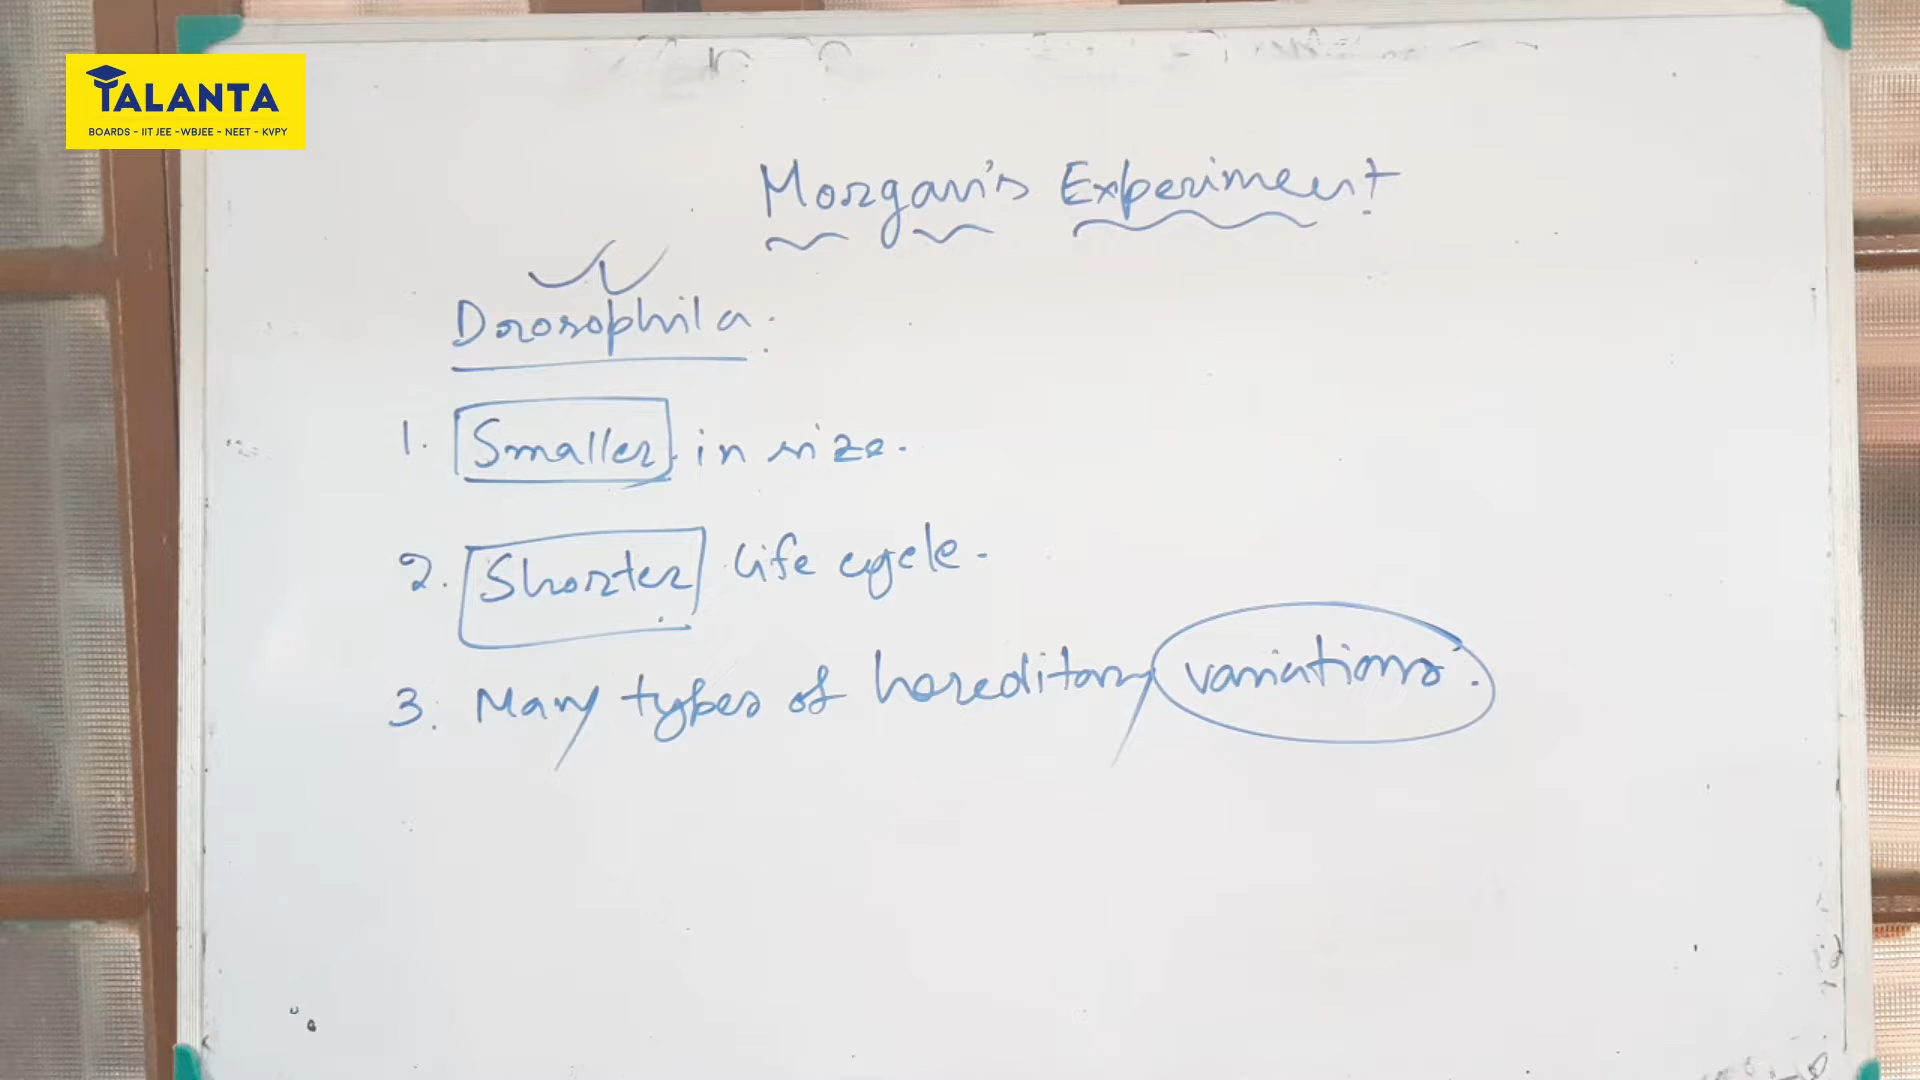 TALANTA
BOARDS - IIT JEE -WBJEE - NEET - KVPY
Morgan's Experiment
Drosophila.
1. Smaller in size.
2. Shorter life cycle.
3. Many types of hereditary variations.